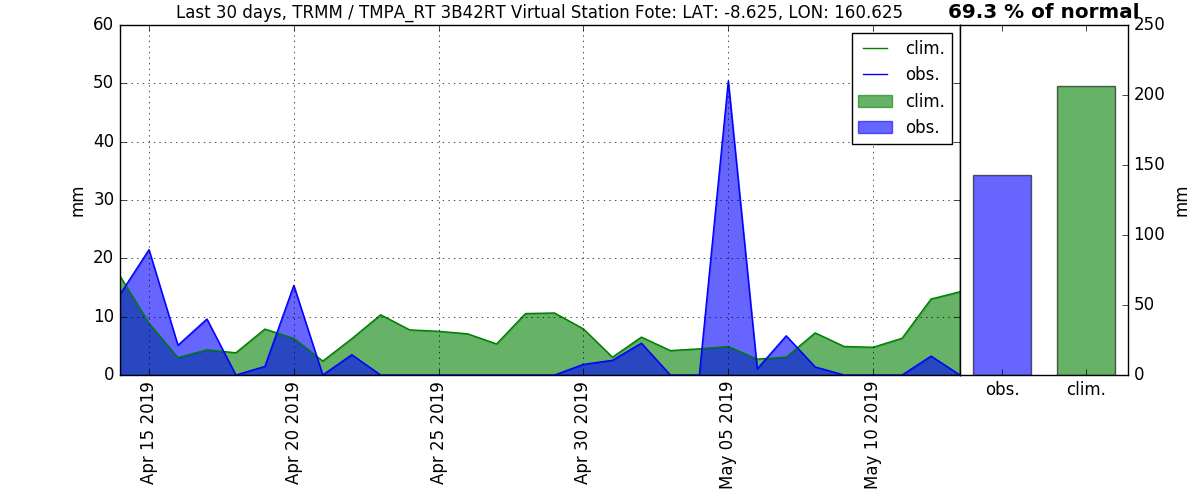 Last 30 days, TRMM / TMPA_RT 3B42RT Virtual Station Fote: LAT: -8.625, LON: 160.625
69.3 % of normal
60
50
40
30
20
10
0
mm
clim.
obs.
clim.
obs.
Apr 15 2019
Apr 20 2019
Apr 25 2019
Apr 30 2019
May 05 2019
May 10 2019
250
200
150
100
50
0
mm
obs.
clim.